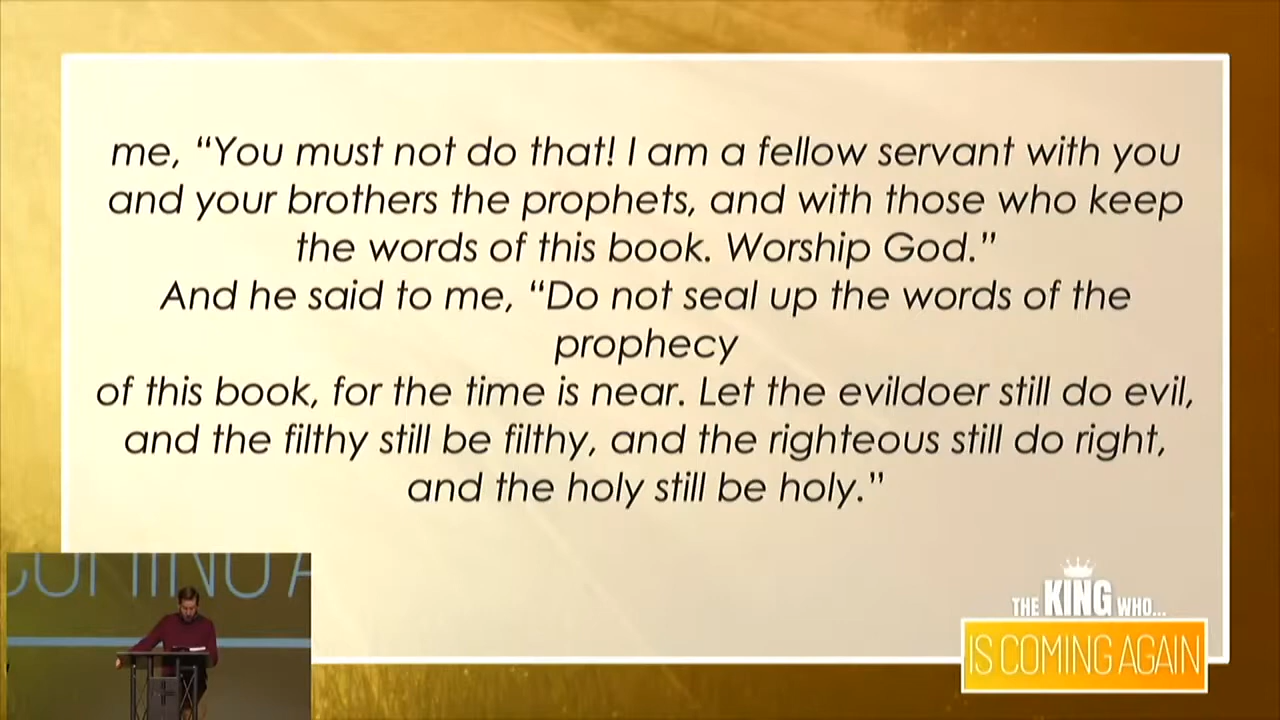 me, “You must not do that! I am a fellow servant with you
and your brothers the prophets, and with those who keep
the words of this book. Worship God.”
And he said to me, “Do not seal up the words of the
prophecy
of this book, for the time is near. Let the evildoer still do evil,
and the filthy still be filthy, and the righteous still do right,
and the holy still be holy.”
COMING A
THE KING WHO...
IS COMING AGAIN